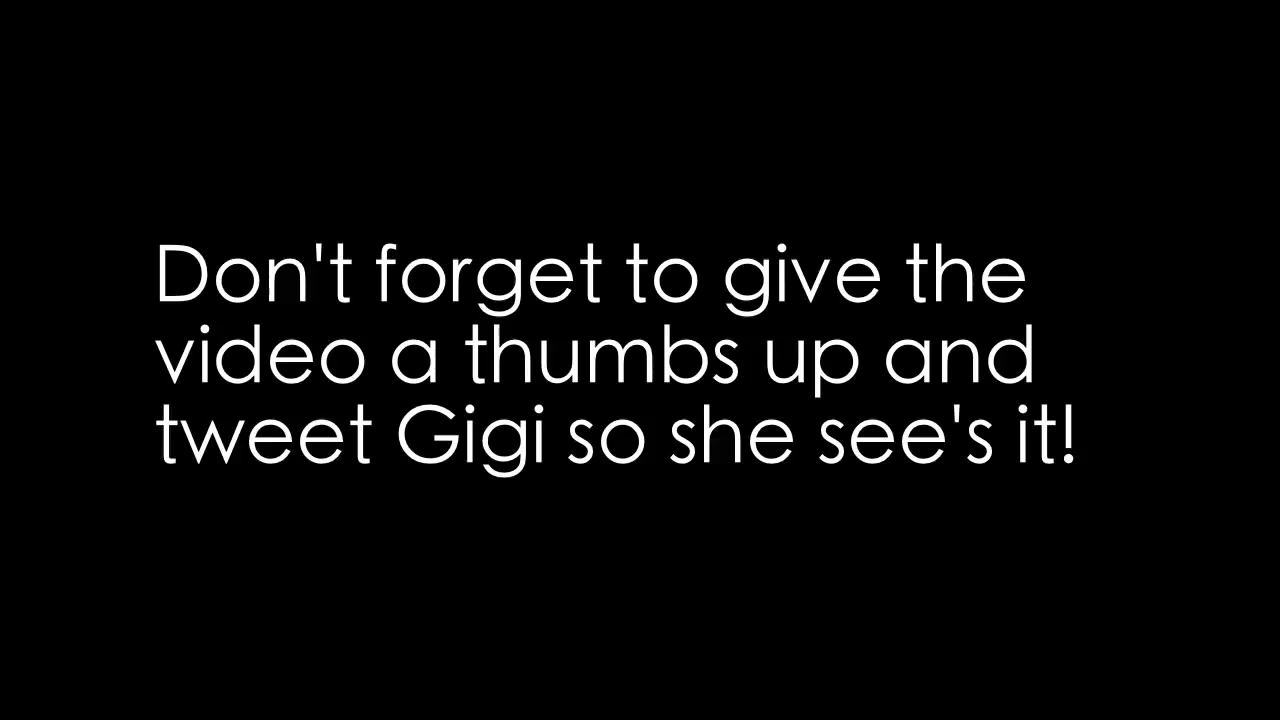 Don't forget to give the
video a thumbs up and
tweet Gigi so she see's it!